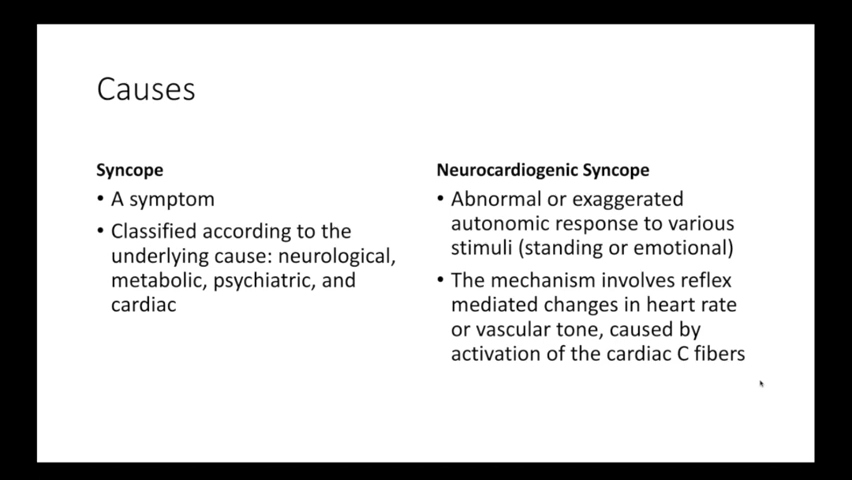 Causes
Syncope
• A symptom
• Classified according to the
underlying cause: neurological,
metabolic, psychiatric, and
cardiac
Neurocardiogenic Syncope
• Abnormal or exaggerated
autonomic response to various
stimuli (standing or emotional)
• The mechanism involves reflex
mediated changes in heart rate
or vascular tone, caused by
activation of the cardiac C fibers